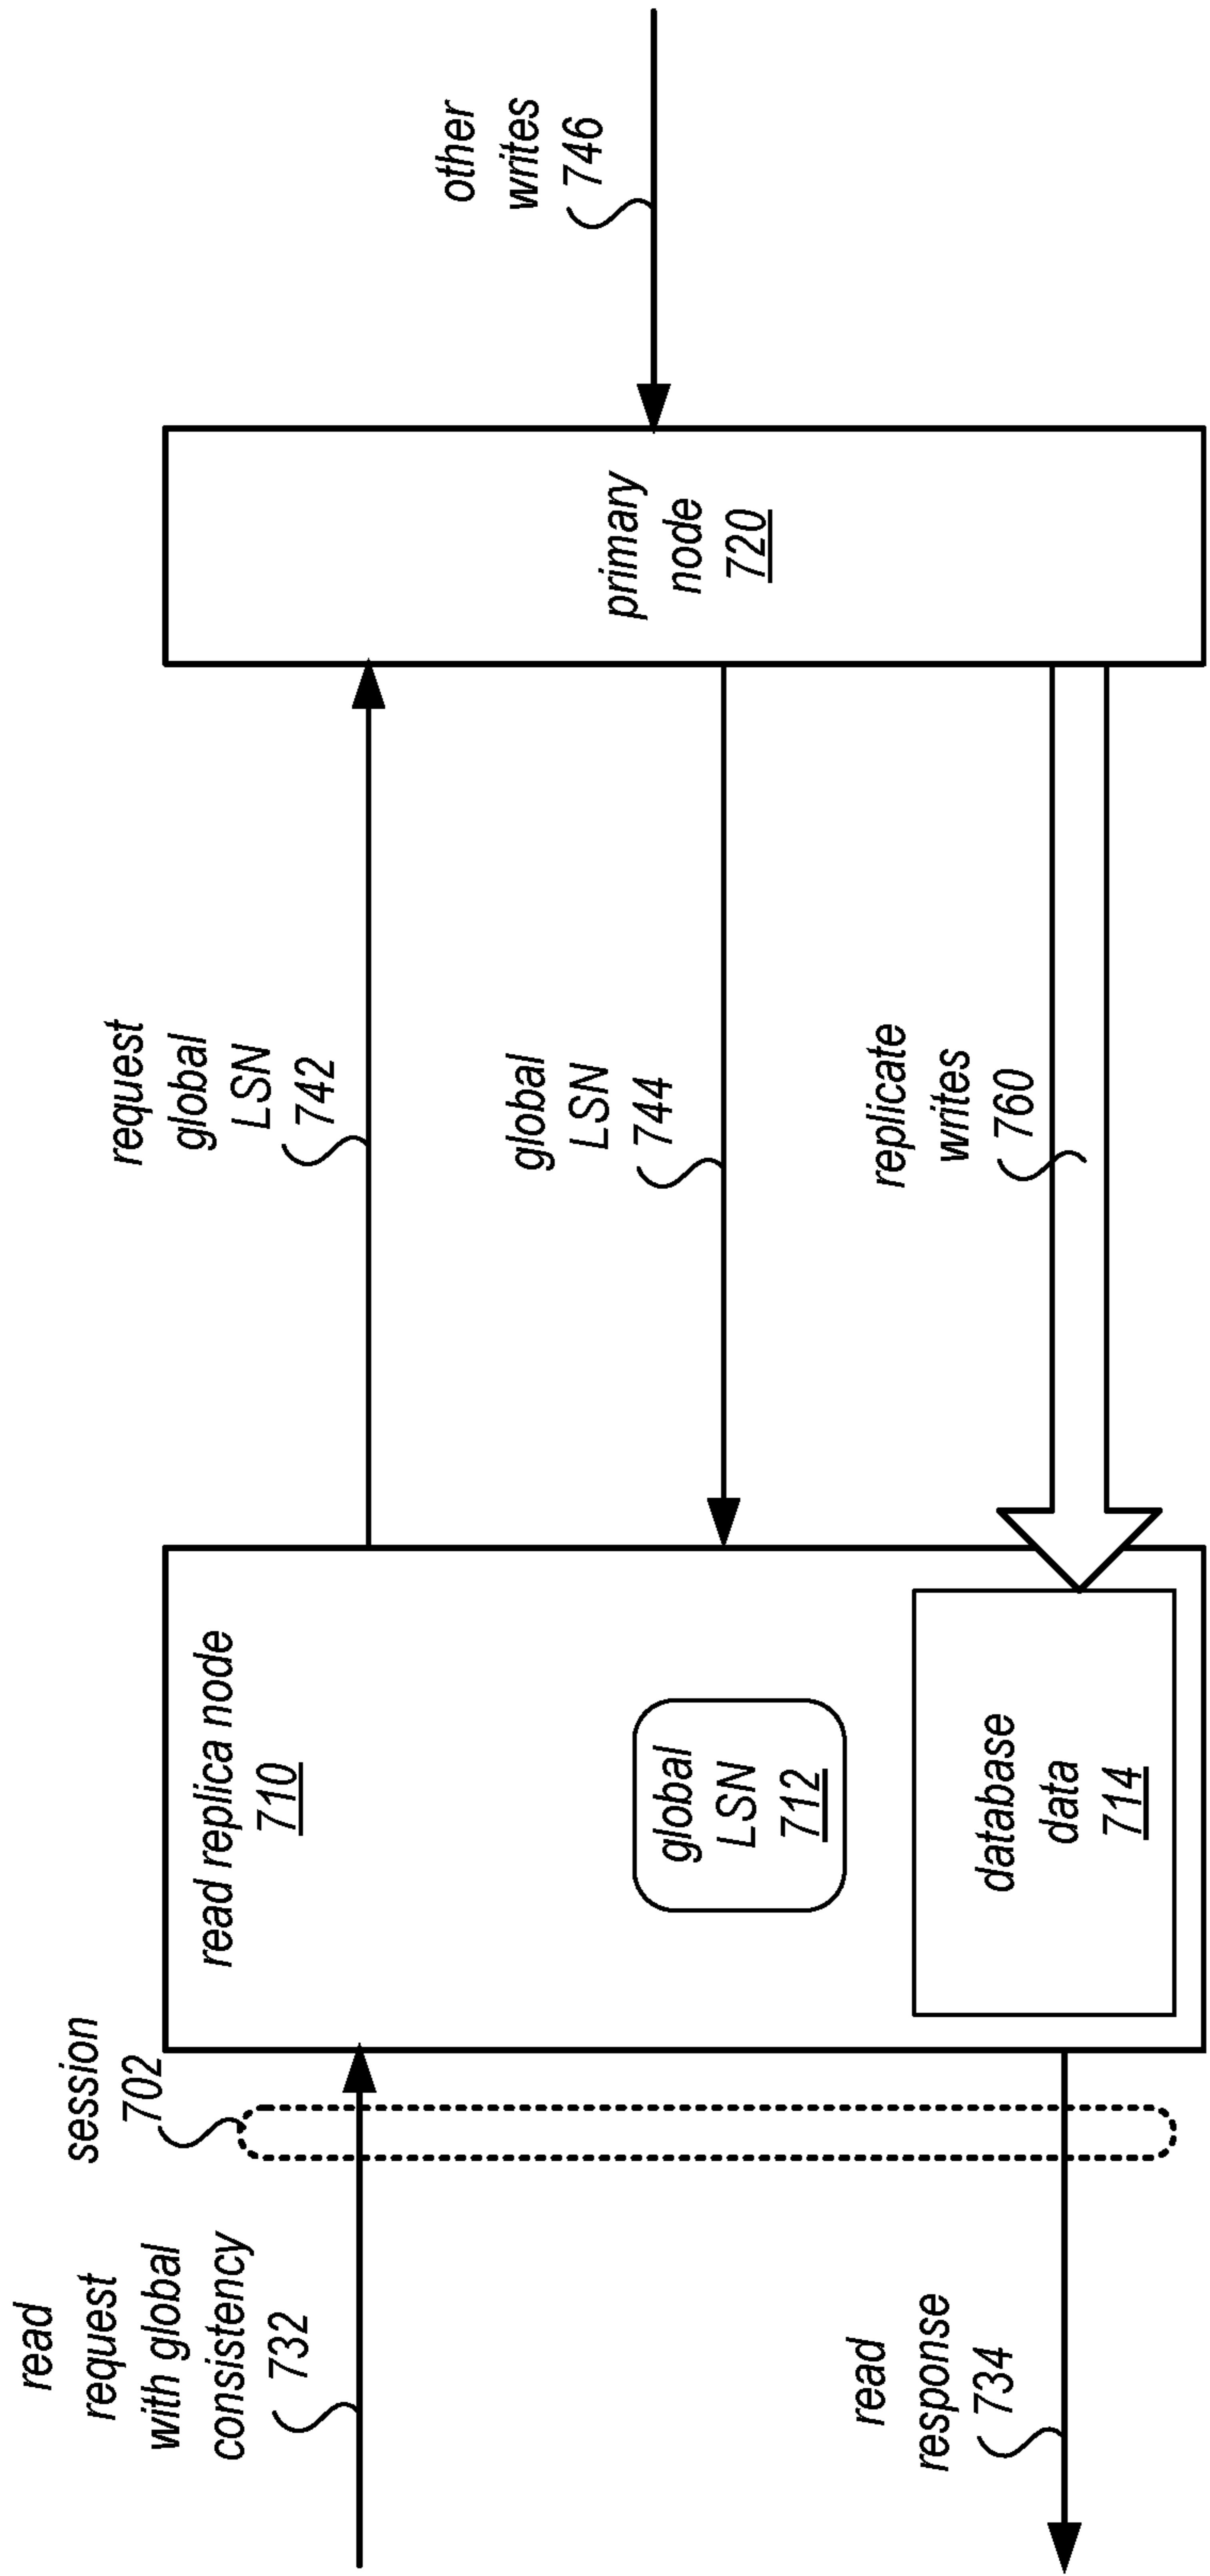 read
request
with global
consistency
732
session
702
read replica node
710
request
global
LSN
742
primary
node
720
other
writes
746
global
LSN
712
global
LSN
744
read
response
734
database
data
714
replicate
writes
760